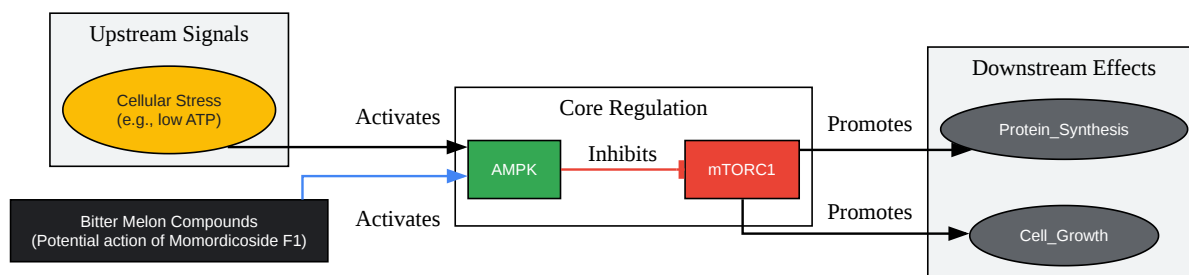 Upstream Signals
Cellular Stress
(e.g., low ATP)
Activates
Bitter Melon Compounds
(Potential action of Momordicoside F1)
Activates
Core Regulation
AMPK
Inhibits
mTORC1
Promotes
Promotes
Downstream Effects
Protein_Synthesis
Cell_Growth